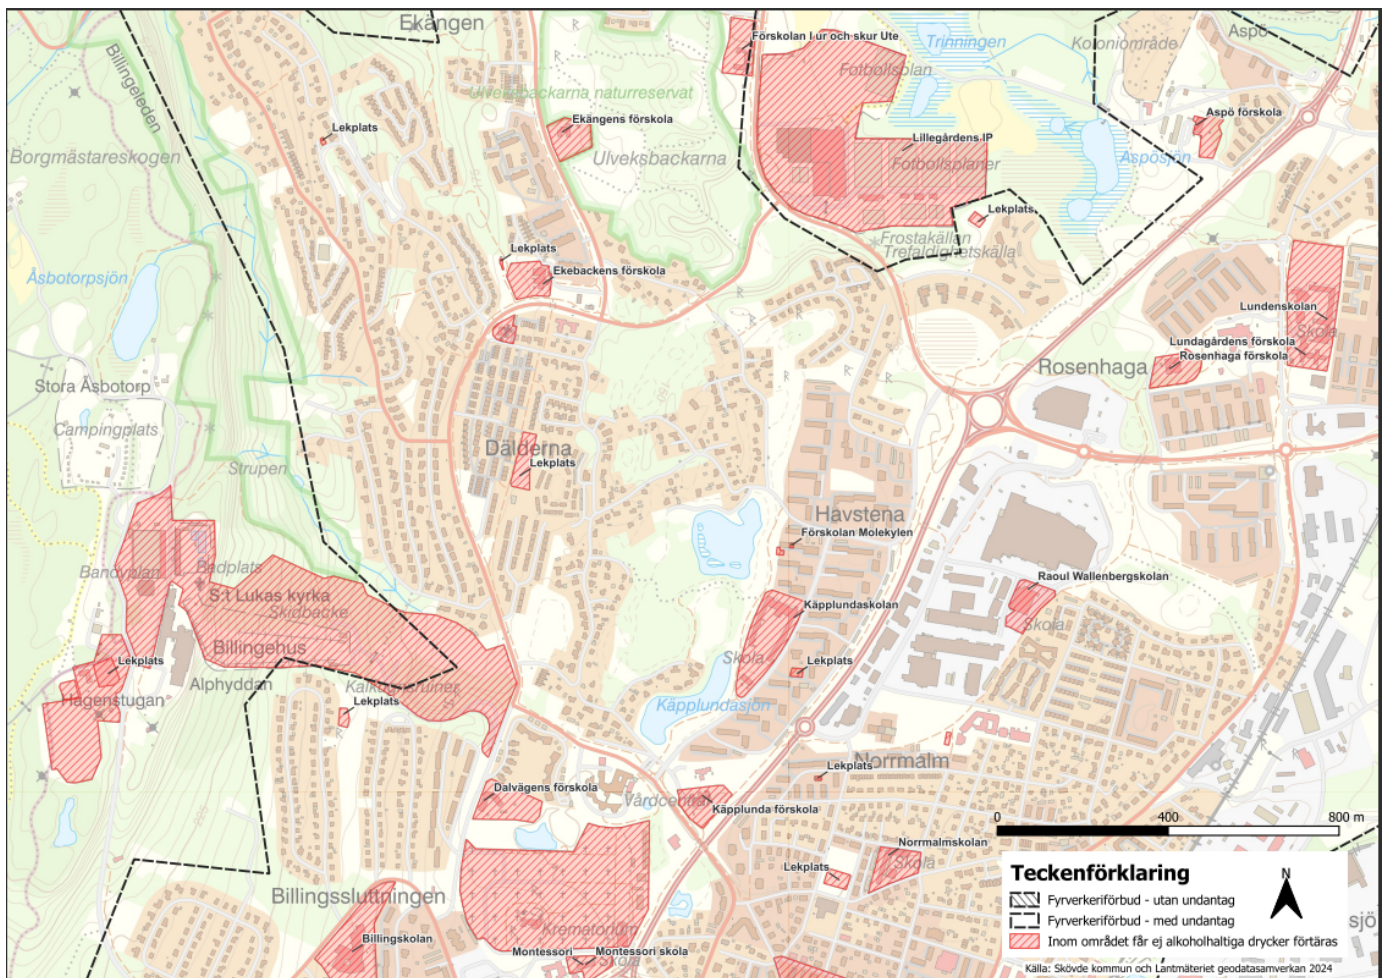 Ekängen
Förskolan I ur och skur Ute
Trinningen
Koloniområde
Aspö
Billingeleden
Fotbollsplan
Ulveksbackarna naturreservat
Ekängens förskola
Aspö förskola
Lekplats
Lillegårdens IP
Borgmästareskogen
Ulveksbackarna
Fotbollsplaner
Aspösjön
Lekplats
Frostakällan
Trefaldighetskälla
Lekplats
Ekebackens förskola
Åsbotorpsjön
Lundenskolan
Skola
Lundagårdens förskola
Rosenhaga förskola
Rosenhaga
Stora Åsbotorp
Campingplats
Dälderna
Lekplats
Strupen
Havstena
Förskolan Molekylen
Badplats
Raoul Wallenbergskolan
S:t Lukas kyrka
Skidbacke
Käpplundaskolan
Skola
Billingehus
Skola
Lekplats
Lekplats
Alphyddan
Hagenstugan
Lekplats
Käpplundasjön
Norrmalm
Lekplats
Dalvägens förskola
Vårdcentral
Käpplunda förskola
0 400 800 m
Norrmalmskolan
Skola
Lekplats
Teckenförklaring
N
Fyrverkeriförbud - utan undantag
Fyrverkeriförbud - med undantag
Inom området får ej alkoholhaltiga drycker förtäras
Billingssluttningen
Krematorium
Billingskolan
Montessori
Montessori skola
Skola
Källa: Skövde kommun och Lantmäteriet geodatasamverkan 2024